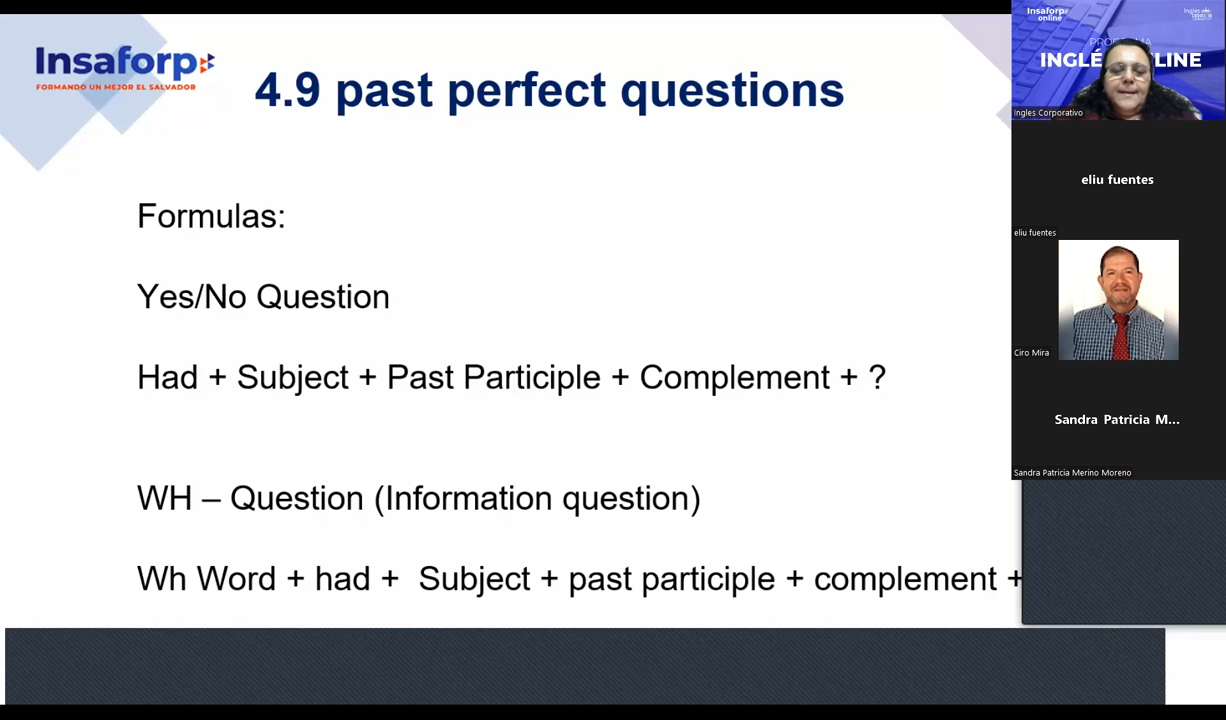 Insaforp
FORMANDO UN MEJOR EL SALVADOR
4.9 past perfect questions
Formulas:
Yes/No Question
Had + Subject + Past Participle + Complement + ?
WH – Question (Information question)
Wh Word + had + Subject + past participle + complement +
Insaforp
online
Inglés
INGLÉ LINE
Ingles Corporativo
eliu fuentes
eliu fuentes
Ciro Mira
Sandra Patricia M...
Sandra Patricia Merino Moreno